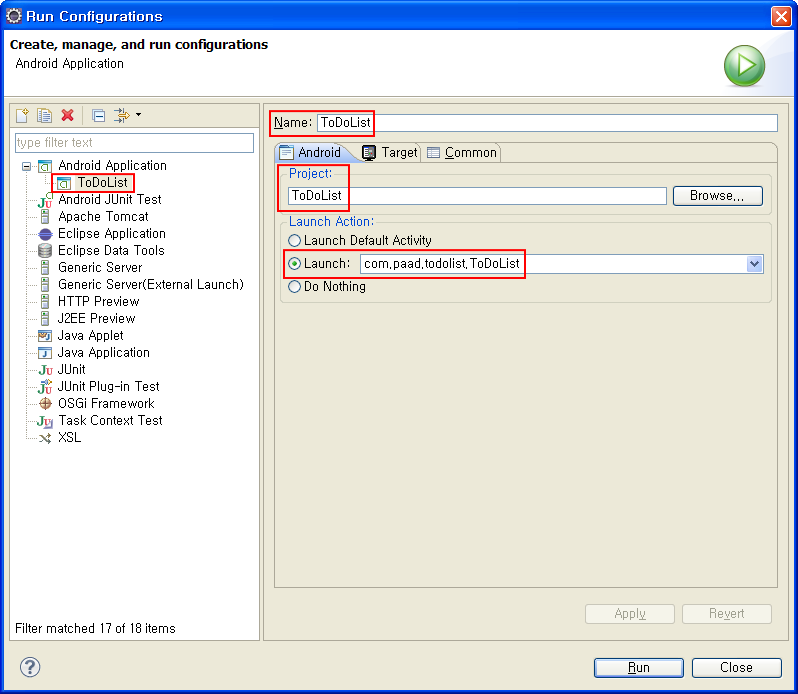 Run Configurations
Create, manage, and run configurations
Android Application
type filter text
Android Application
ToDoList
Android JUnit Test
Apache Tomcat
Eclipse Application
Eclipse Data Tools
Generic Server
Generic Server(External Launch)
HTTP Preview
J2EE Preview
Java Applet
Java Application
JUnit
JUnit Plug-in Test
OSGi Framework
Task Context Test
XSL
Filter matched 17 of 18 items
Name: ToDoList
Android Target Common
Project:
ToDoList Browse...
Launch Action:
Launch Default Activity
Launch: com.paad.todolist.ToDoList
Do Nothing
Apply Revert
? Run Close